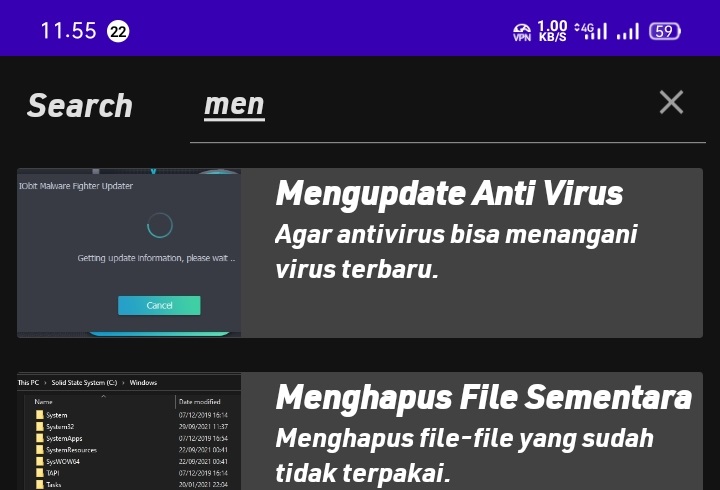 11.55 22 VPN 1.00 KB/S 4G 59
Search men
IObit Malware Fighter Updater
Getting update information, please wait ..
Cancel
Mengupdate Anti Virus
Agar antivirus bisa menangani
virus terbaru.
This PC › Solid State System (C:) › Windows
Name Date modified
System 07/12/2019 16:14
System32 29/09/2021 11:37
SystemApps 07/12/2019 16:54
SystemResources 22/09/2021 00:41
SysWOW64 22/09/2021 00:41
TAPI 07/12/2019 16:14
Tasks 20/01/2021 22:04
Menghapus File Sementara
Menghapus file-file yang sudah
tidak terpakai.